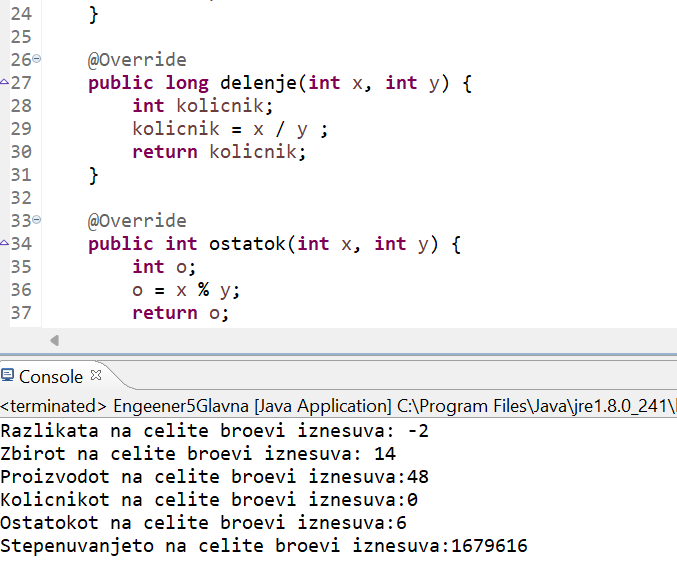 24 }
25
26 @Override
27 public long delenje(int x, int y) {
28 int kolicnik;
29 kolicnik = x / y ;
30 return kolicnik;
31 }
32
33 @Override
34 public int ostatok(int x, int y) {
35 int o;
36 o = x % y;
37 return o;
Console
<terminated> Engeener5Glavna [Java Application] C:\Program Files\Java\jre1.8.0_241\
Razlikata na celite broevi iznesuva: -2
Zbirot na celite broevi iznesuva: 14
Proizvodot na celite broevi iznesuva:48
Kolicnikot na celite broevi iznesuva:0
Ostatokot na celite broevi iznesuva:6
Stepenuvanjeto na celite broevi iznesuva:1679616